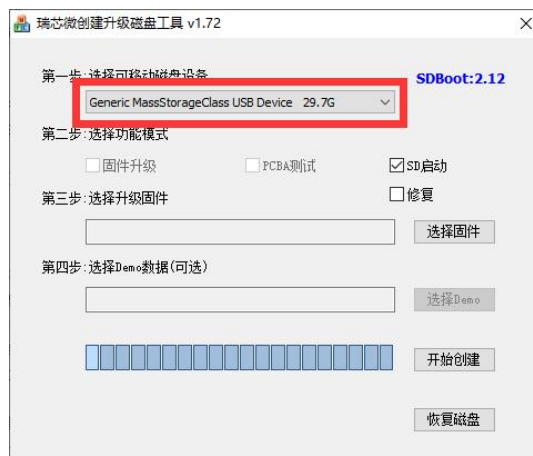 瑞芯微创建升级磁盘工具 v1.72
第一步:选择可移动磁盘设备
SDBoot:2.12
Generic MassStorageClass USB Device 29.7G
第二步:选择功能模式
固件升级 PCBA测试 SD启动
第三步:选择升级固件
修复
选择固件
第四步:选择Demo数据(可选)
选择Demo
开始创建
恢复磁盘